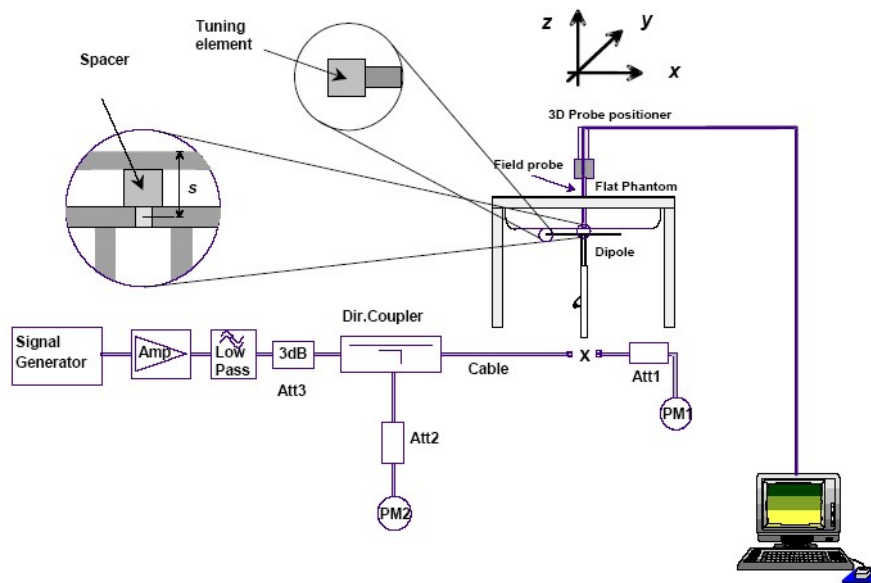 Tuning
element
Spacer
s
z
y
x
3D Probe positioner
Field probe
Flat Phantom
Dipole
Dir.Coupler
Signal
Generator
Amp
Low
Pass
3dB
Att3
Cable
X
Att1
PM1
Att2
PM2